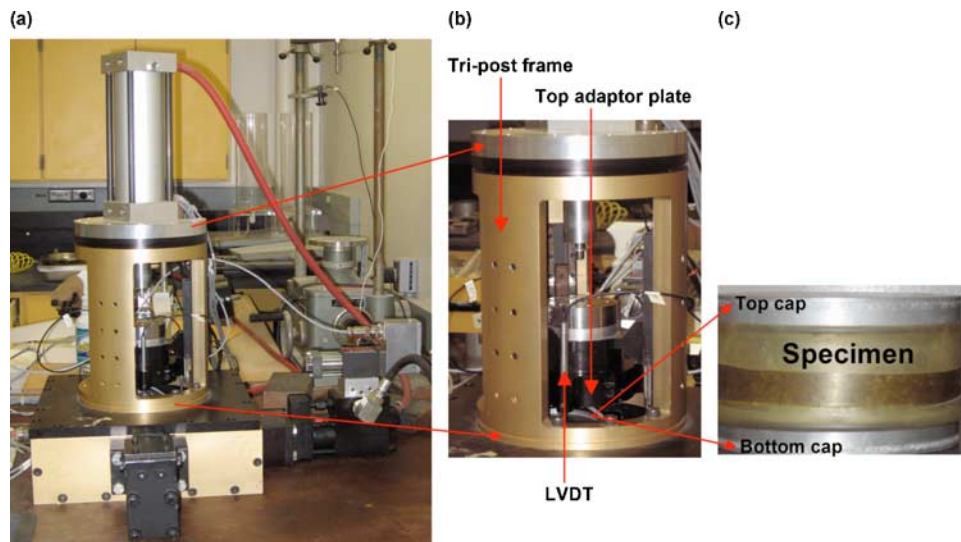 (a)
(b)
(c)
Tri-post frame
Top adaptor plate
Top cap
Specimen
Bottom cap
LVDT